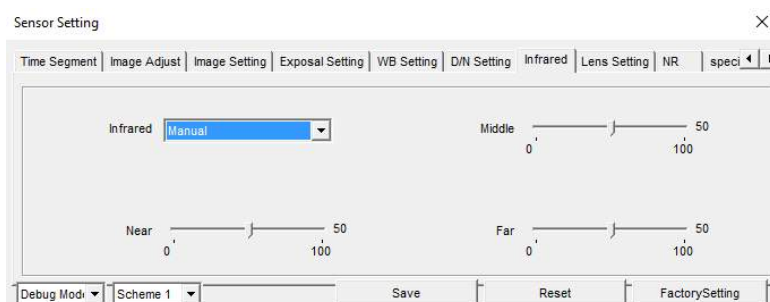 Sensor Setting
Time Segment Image Adjust Image Setting Exposal Setting WB Setting D/N Setting Infrared Lens Setting NR speci
Infrared Manual Middle 50
0 100
Near 50 Far 50
0 100 0 100
Debug Mode Scheme 1 Save Reset FactorySetting